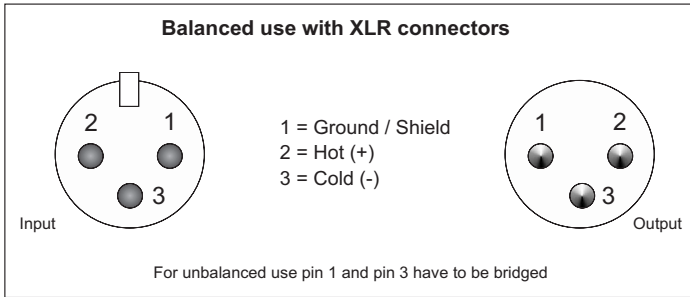 Balanced use with XLR connectors
2 1
3
Input
1 = Ground / Shield
2 = Hot (+)
3 = Cold (-)
1 2
3
Output
For unbalanced use pin 1 and pin 3 have to be bridged